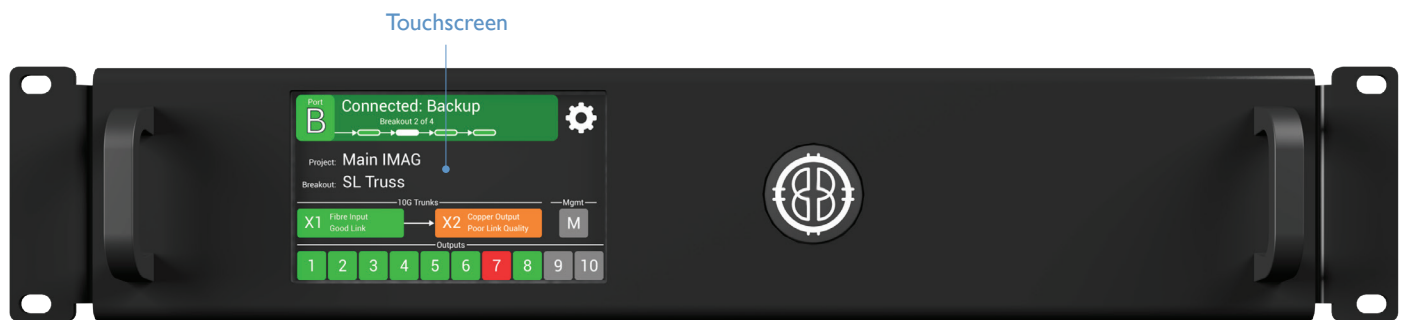 Touchscreen
Port
B
Connected: Backup
Breakout 2 of 4
Project: Main IMAG
Breakout: SL Truss
10G Trunks
Mgmt
X1 Fibre Input
Good Link
X2 Copper Output
Poor Link Quality
M
Outputs
1 2 3 4 5 6 7 8 9 10